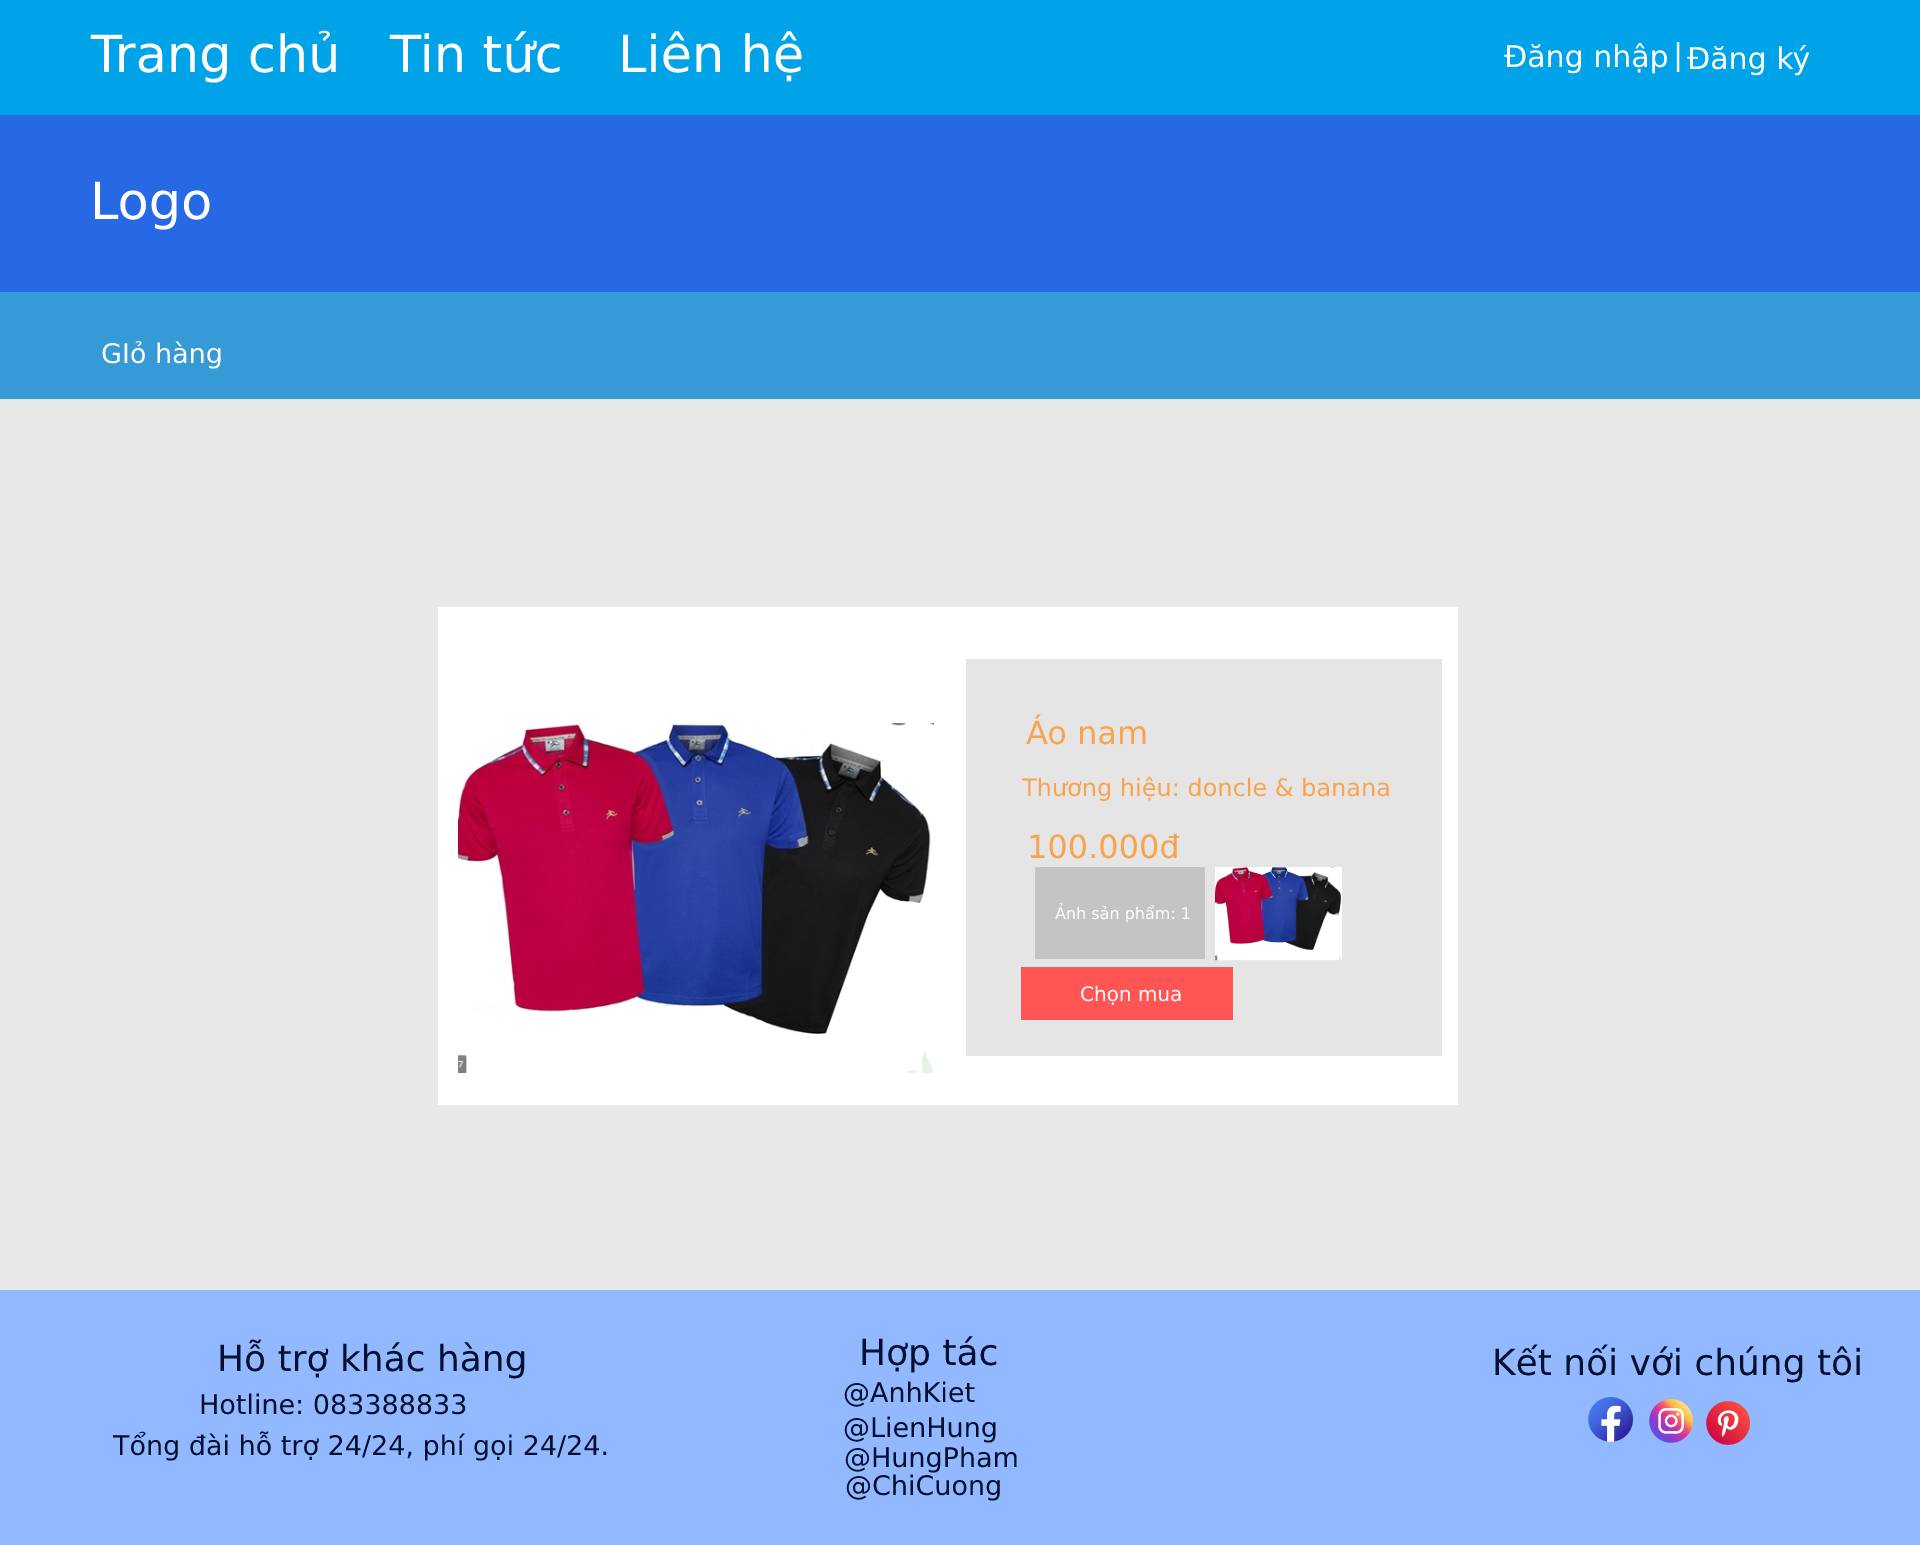 Trang chủ Tin tức Liên hệ Đăng nhập | Đăng ký
Logo
GIỏ hàng
Áo nam
Thương hiệu: doncle & banana
100.000đ
Ảnh sản phẩm: 1
Chọn mua
7
Hỗ trợ khác hàng
Hotline: 083388833
Tổng đài hỗ trợ 24/24, phí gọi 24/24.
Hợp tác
@AnhKiet
@LienHung
@HungPham
@ChiCuong
Kết nối với chúng tôi